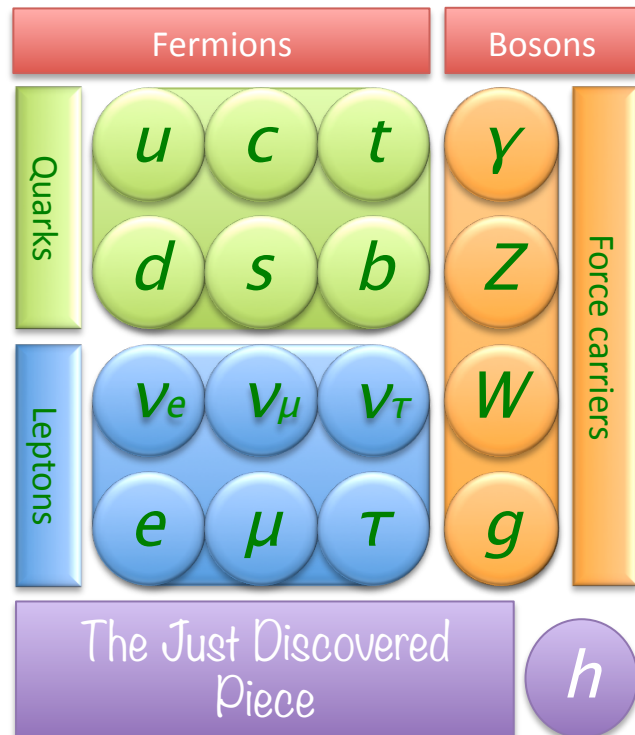 Fermions Bosons
Quarks
u c t γ
d s b Z
Force carriers
Leptons
νe νμ ντ W
e μ τ g
The Just Discovered
Piece
h